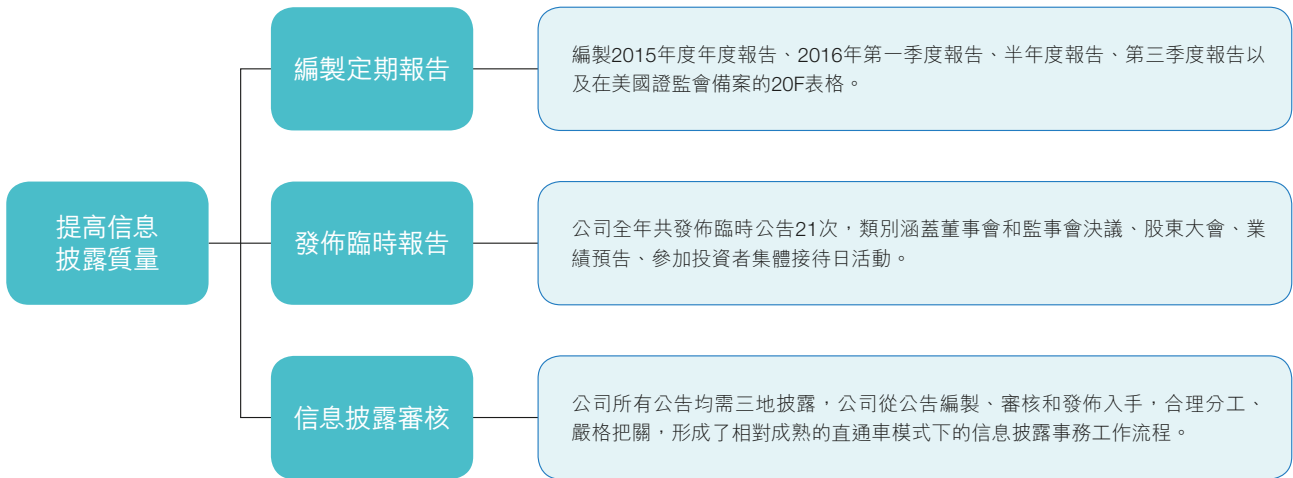 提高信息
披露質量
編製定期報告
編製2015年度年度報告、2016年第一季度報告、半年度報告、第三季度報告以
及在美國證監會備案的20F表格。
發佈臨時報告
公司全年共發佈臨時公告21次，類別涵蓋董事會和監事會決議、股東大會、業
績預告、參加投資者集體接待日活動。
信息披露審核
公司所有公告均需三地披露，公司從公告編製、審核和發佈入手，合理分工、
嚴格把關，形成了相對成熟的直通車模式下的信息披露事務工作流程。